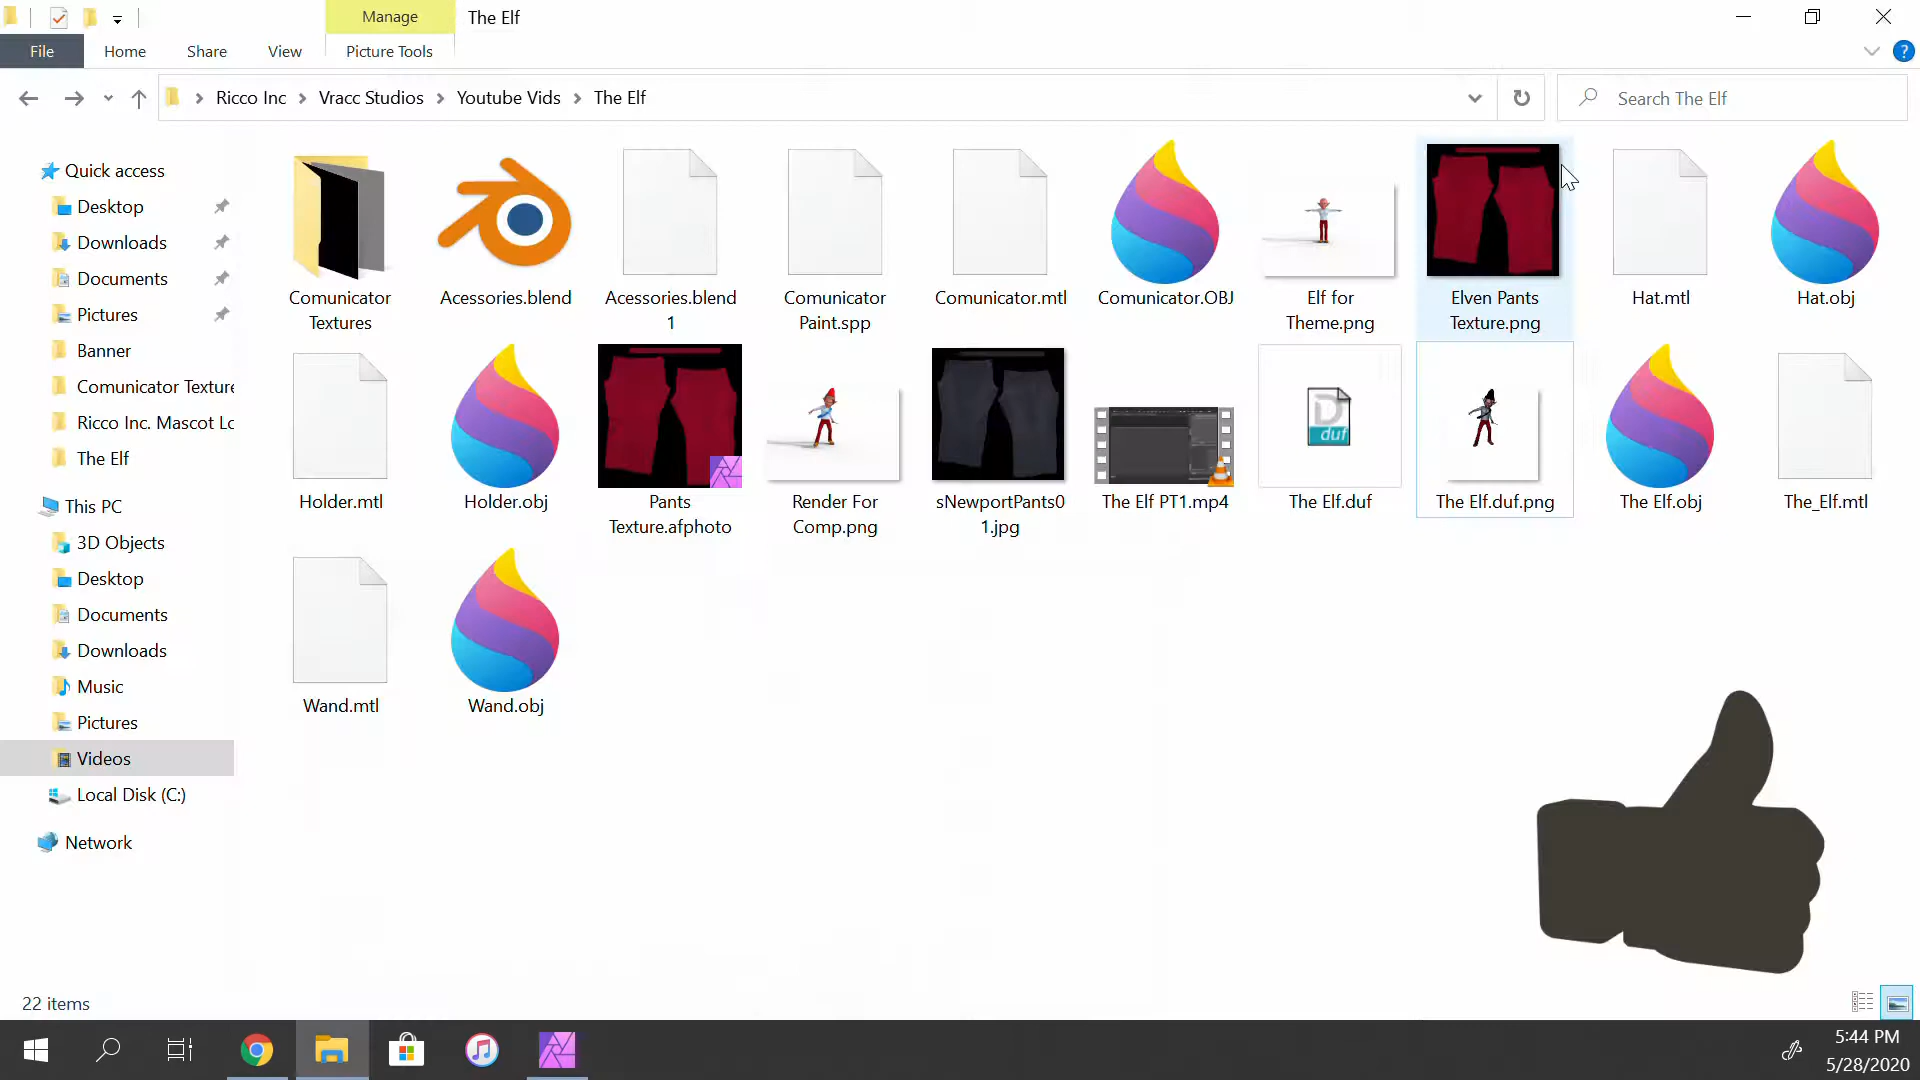 Manage
The Elf
File
Home
Share
View
Picture Tools
?
Ricco Inc
Vracc Studios
Youtube Vids
The Elf
Search The Elf
Quick access
Desktop
Downloads
Documents
Pictures
Banner
Comunicator Texture
Ricco Inc. Mascot Lo
The Elf
This PC
3D Objects
Desktop
Documents
Downloads
Music
Pictures
Videos
Local Disk (C:)
Network
Comunicator
Textures
Acessories.blend
Acessories.blend
1
Comunicator
Paint.spp
Comunicator.mtl
Comunicator.OBJ
Elf for
Theme.png
Elven Pants
Texture.png
Hat.mtl
Hat.obj
Holder.mtl
Holder.obj
Pants
Texture.afphoto
Render For
Comp.png
sNewportPants0
1.jpg
The Elf PT1.mp4
D
duf
The Elf.duf
The Elf.duf.png
The Elf.obj
The_Elf.mtl
Wand.mtl
Wand.obj
22 items
5:44 PM
5/28/2020